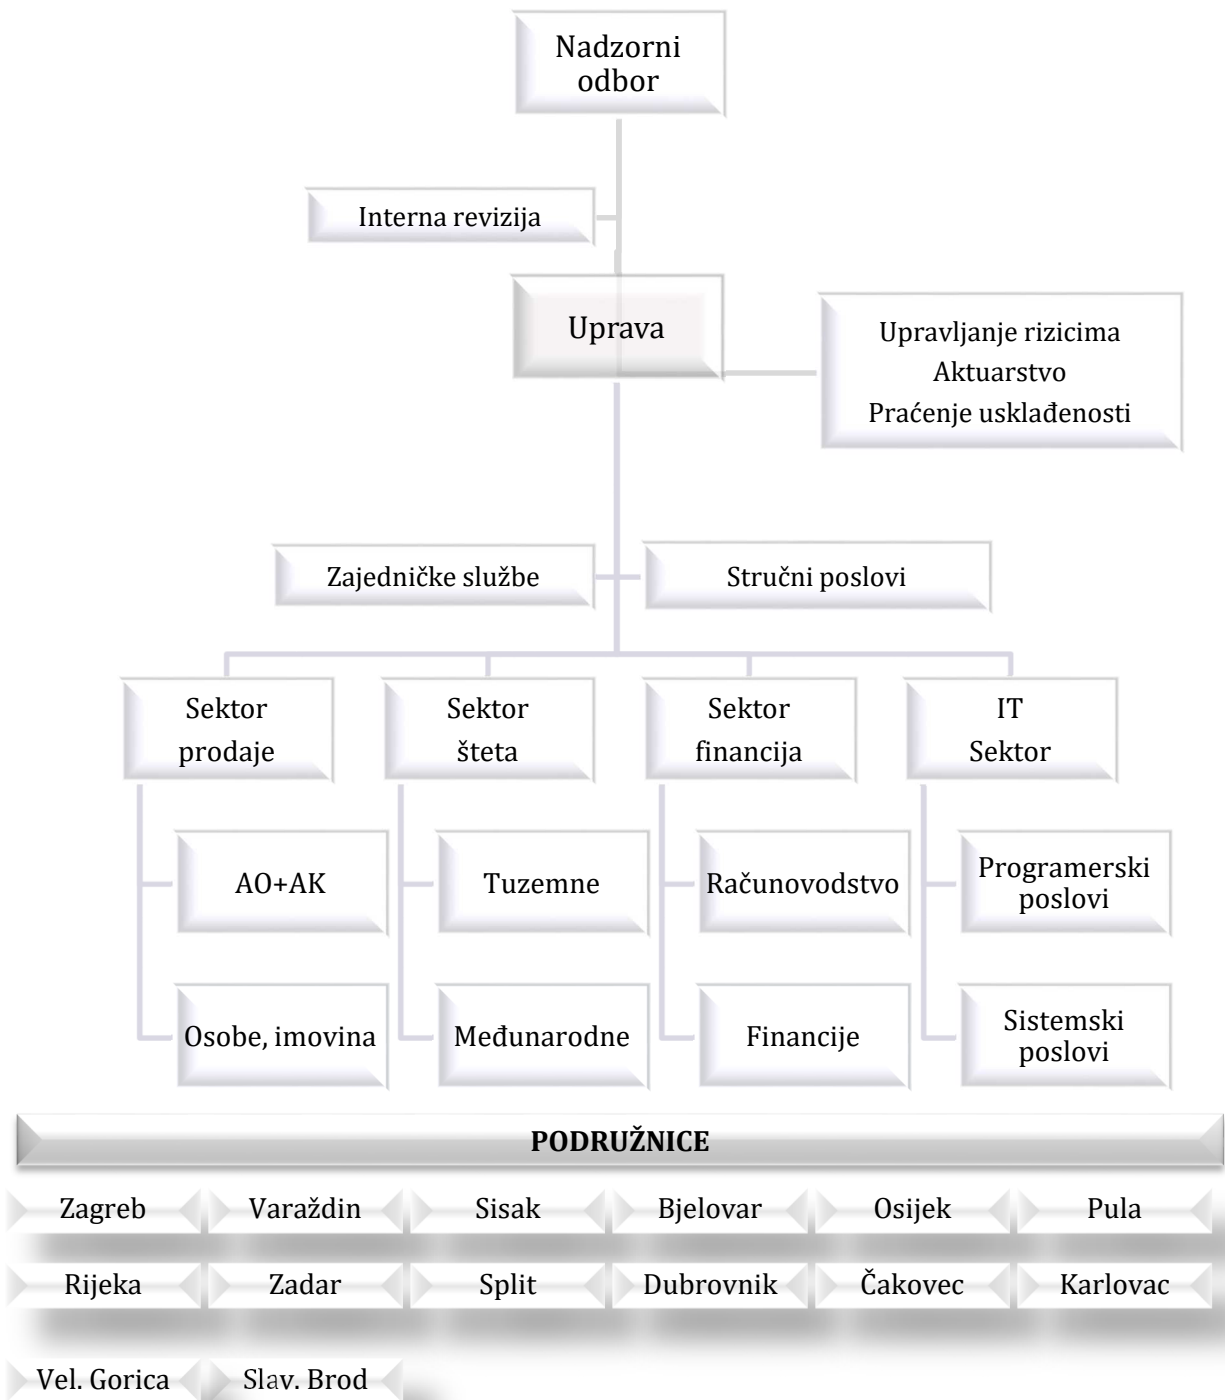 Nadzorni
odbor
Interna revizija
Uprava
Upravljanje rizicima
Aktuarstvo
Praćenje usklađenosti
Zajedničke službe
Stručni poslovi
Sektor
prodaje
Sektor
šteta
Sektor
financija
IT
Sektor
AO+AK
Tuzemne
Računovodstvo
Programerski
poslovi
Osobe, imovina
Međunarodne
Financije
Sistemski
poslovi
PODRUŽNICE
Zagreb Varaždin Sisak Bjelovar Osijek Pula
Rijeka Zadar Split Dubrovnik Čakovec Karlovac
Vel. Gorica Slav. Brod